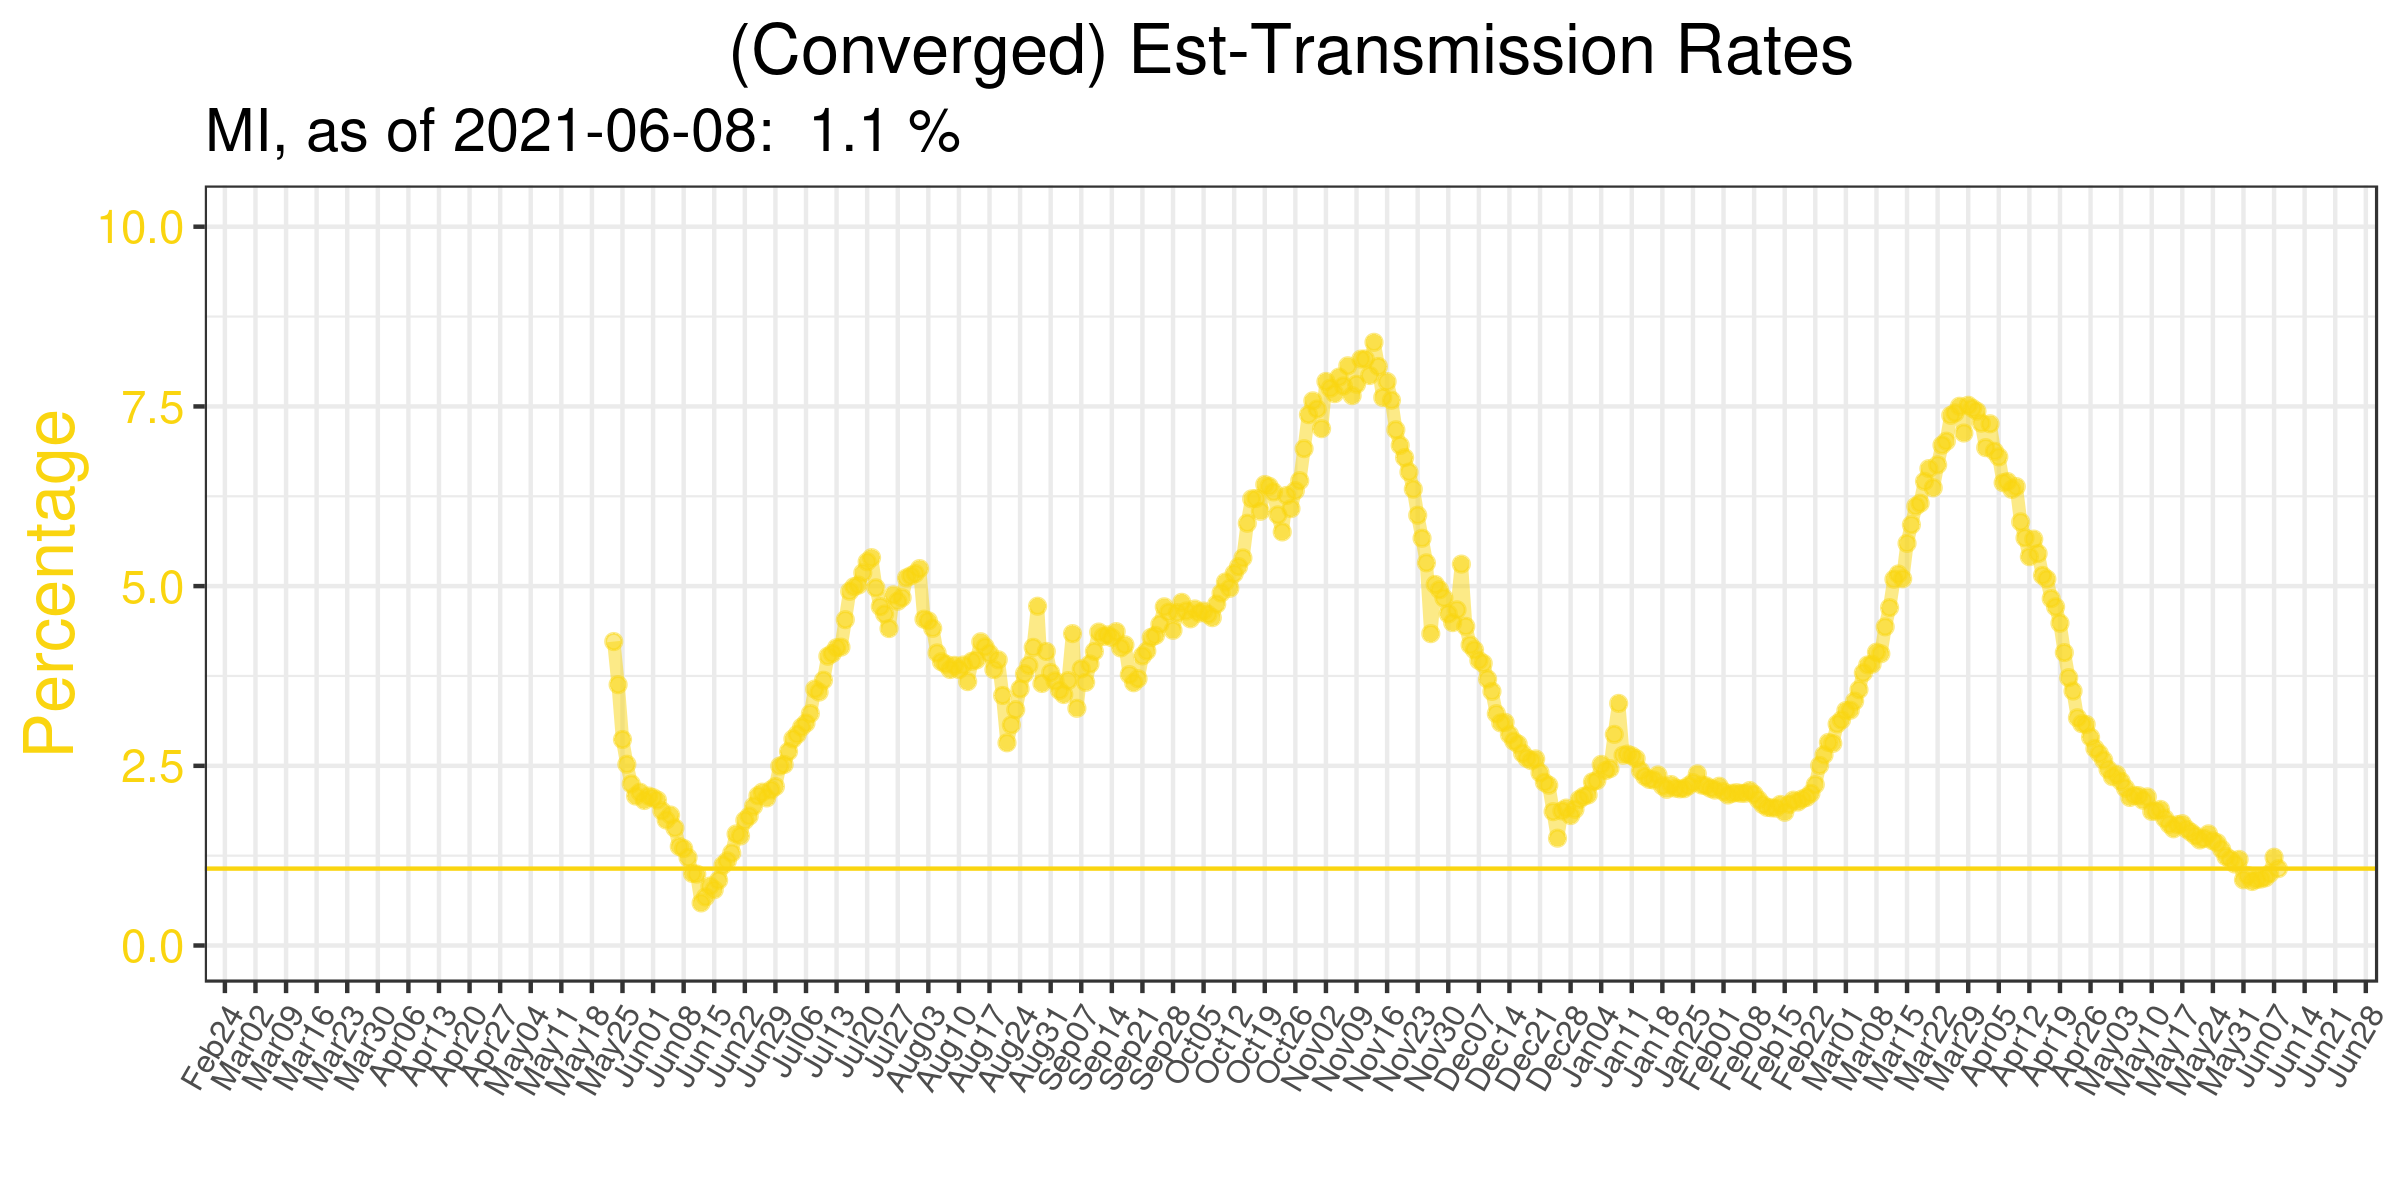 (Converged) Est-Transmission Rates
MI, as of 2021-06-08:  1.1 %
Percentage
10.0
7.5
5.0
2.5
0.0
Feb24
Mar02
Mar09
Mar16
Mar23
Mar30
Apr06
Apr13
Apr20
Apr27
May04
May11
May18
May25
Jun01
Jun08
Jun15
Jun22
Jun29
Jul06
Jul13
Jul20
Jul27
Aug03
Aug10
Aug17
Aug24
Aug31
Sep07
Sep14
Sep21
Sep28
Oct05
Oct12
Oct19
Oct26
Nov02
Nov09
Nov16
Nov23
Nov30
Dec07
Dec14
Dec21
Dec28
Jan04
Jan11
Jan18
Jan25
Feb01
Feb08
Feb15
Feb22
Mar01
Mar08
Mar15
Mar22
Mar29
Apr05
Apr12
Apr19
Apr26
May03
May10
May17
May24
May31
Jun07
Jun14
Jun21
Jun28